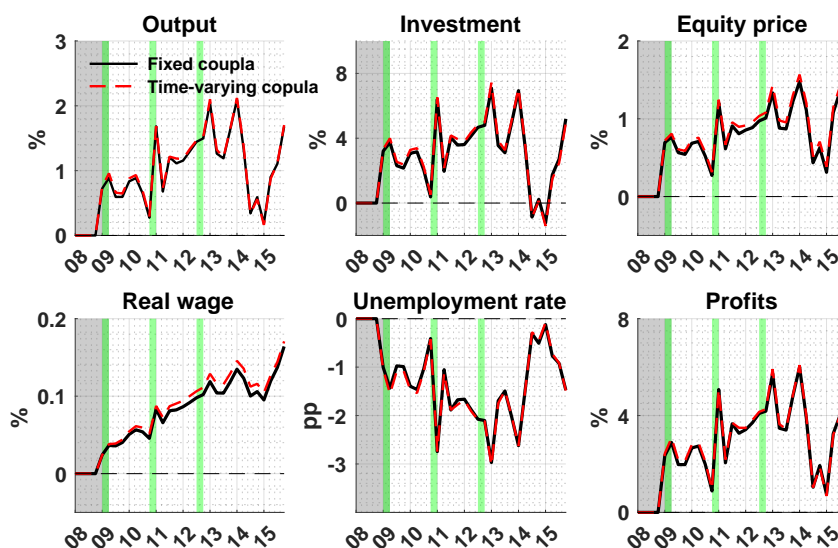 Output
3
2
1
0
%
Fixed coupla
Time-varying copula
08 09 10 11 12 13 14 15
Investment
8
4
0
%
08 09 10 11 12 13 14 15
Equity price
2
1
0
%
08 09 10 11 12 13 14 15
Real wage
0.2
0.1
0
%
08 09 10 11 12 13 14 15
Unemployment rate
0
-1
-2
-3
pp
08 09 10 11 12 13 14 15
Profits
8
4
0
%
08 09 10 11 12 13 14 15